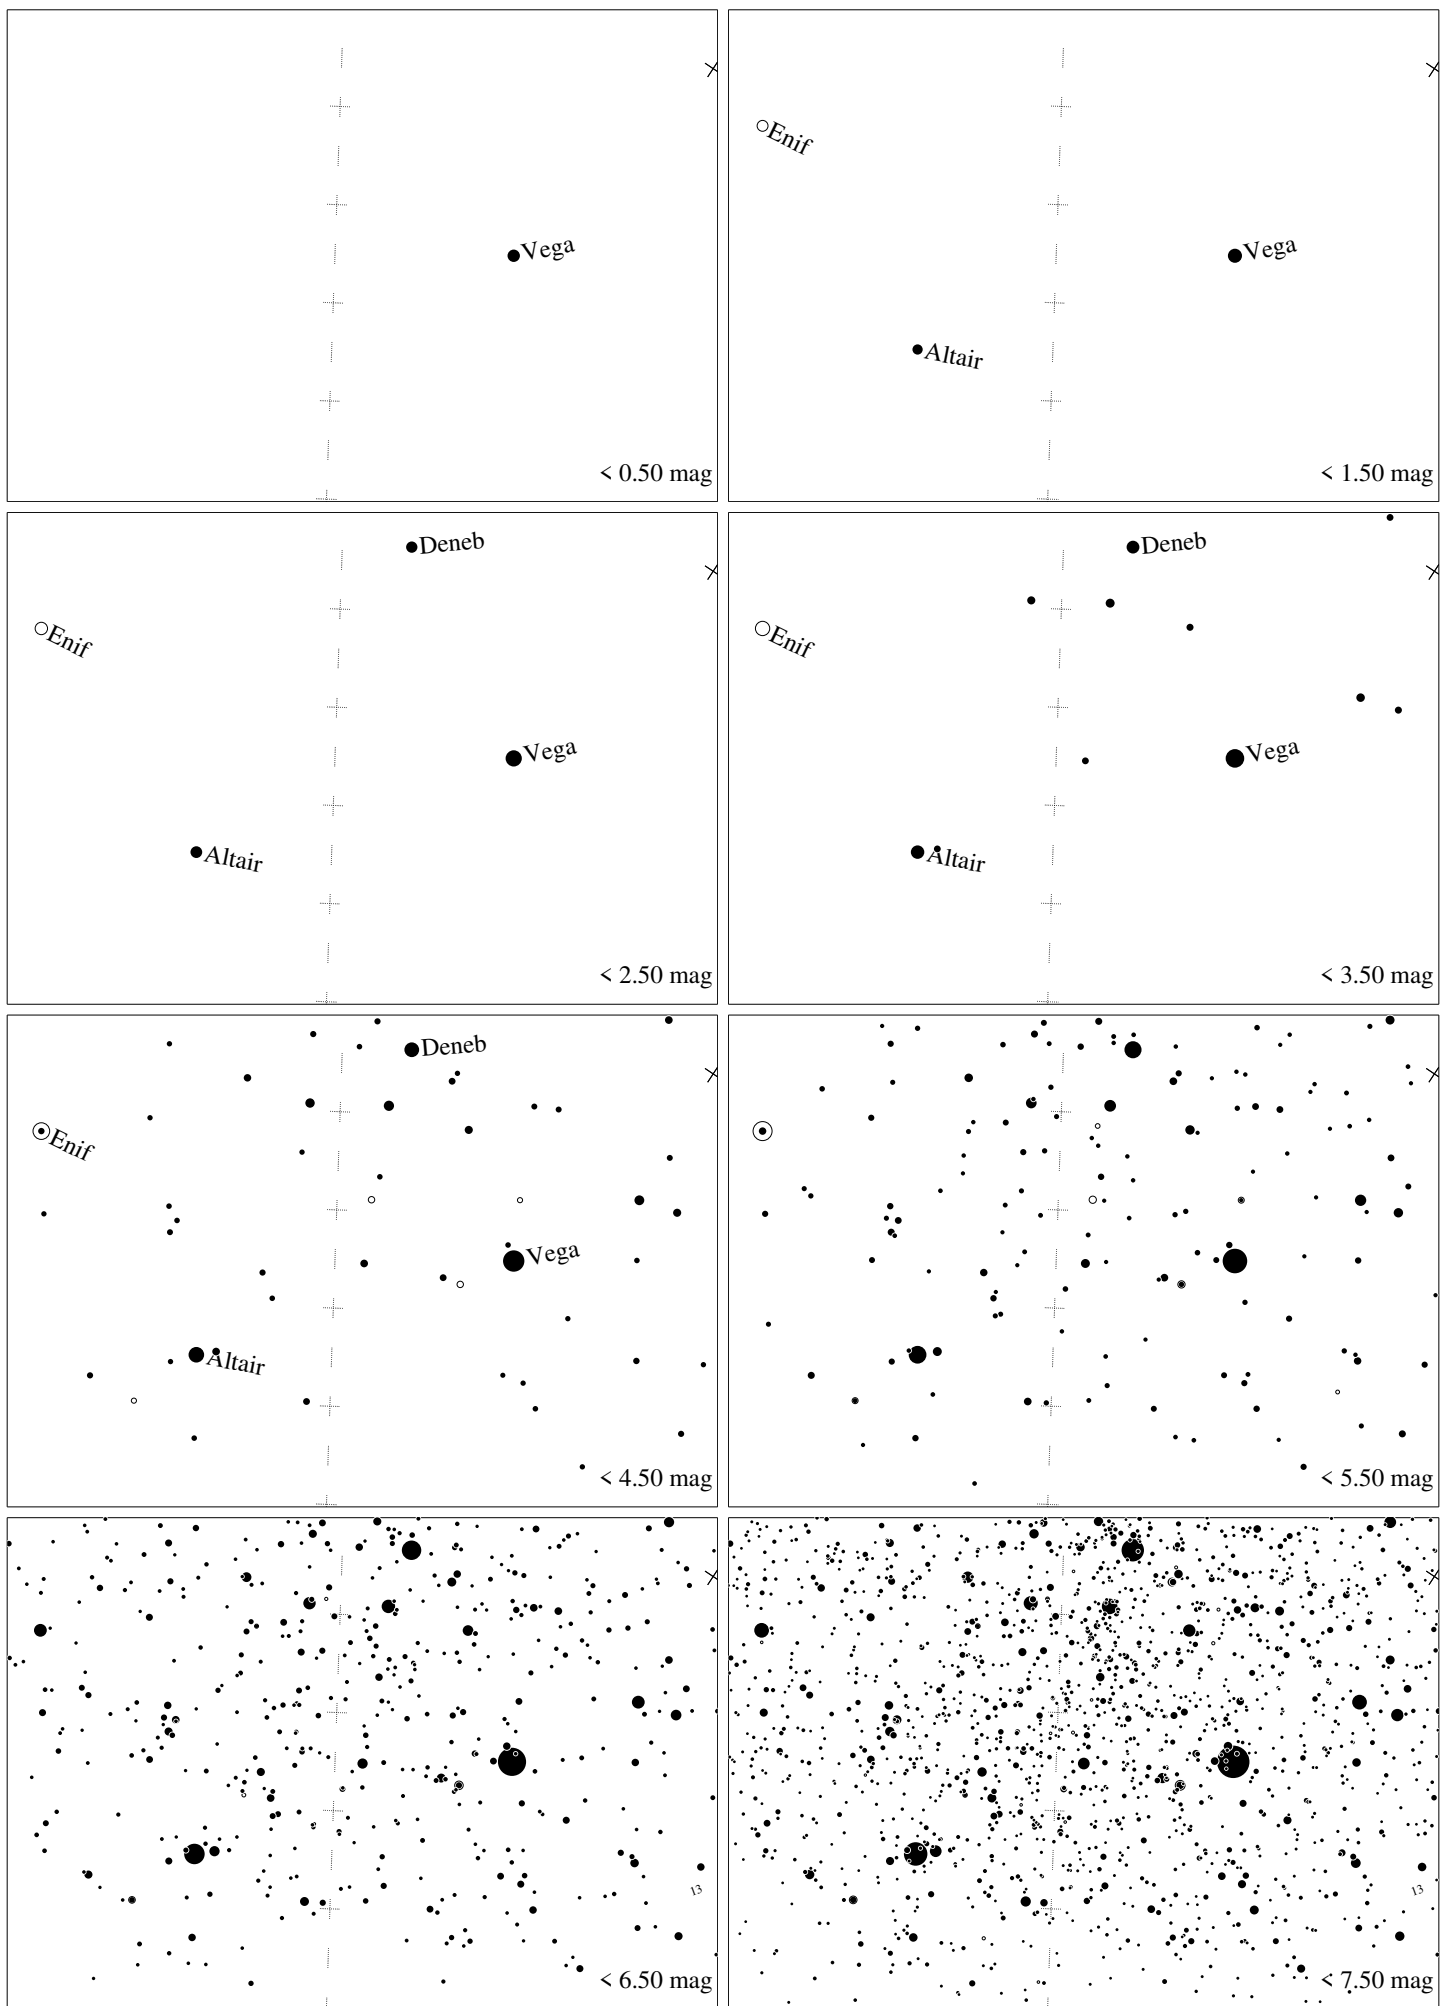 Vega
< 0.50 mag
Enif
Vega
Altair
< 1.50 mag
Deneb
Enif
Vega
Altair
< 2.50 mag
Deneb
Enif
Vega
Altair
< 3.50 mag
Deneb
Enif
Vega
Altair
< 4.50 mag
< 5.50 mag
13
< 6.50 mag
13
< 7.50 mag